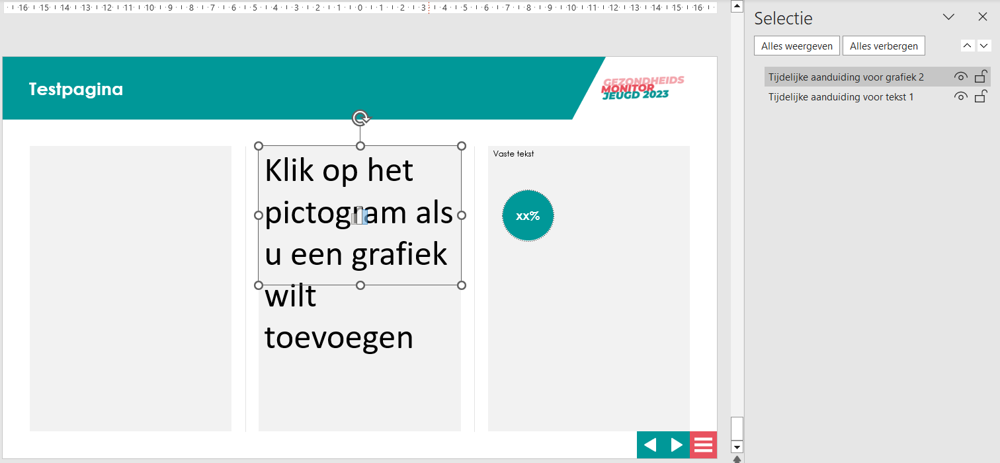 16 15 14 13 12 11 10 9 8 7 6 5 4 3 2 1 0 1 2 3 4 5 6 7 8 9 10 11 12 13 14 15 16
Selectie
Alles weergeven Alles verbergen
Tijdelijke aanduiding voor grafiek 2
Tijdelijke aanduiding voor tekst 1
Testpagina
GEZONDHEIDS
MONITOR
JEUGD 2023
Klik op het
pictogram als
u een grafiek
wilt
toevoegen
Vaste tekst
xx%